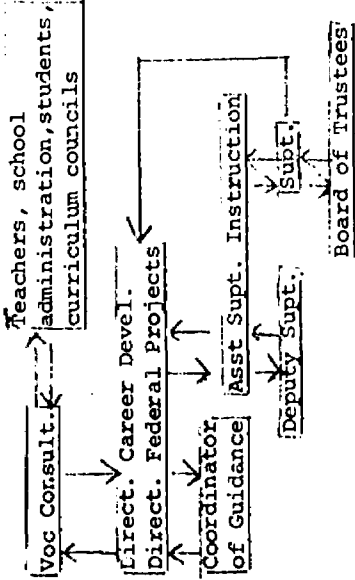 Teachers, school
administration, students,
curriculum councils
Voc Consult.
Direct. Career Devel.
Direct. Federal Projects
Coordinator
of Guidance
Asst Supt. Instruction
Deputy Supt.
Supt.
Board of Trustees